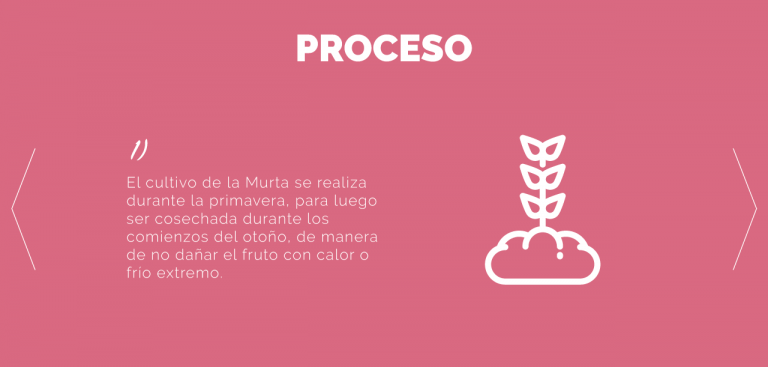 PROCESO
El cultivo de la Murta se realiza
durante la primavera, para luego
ser cosechada durante los
comienzos del otoño, de manera
de no dañar el fruto con calor o
frío extremo.